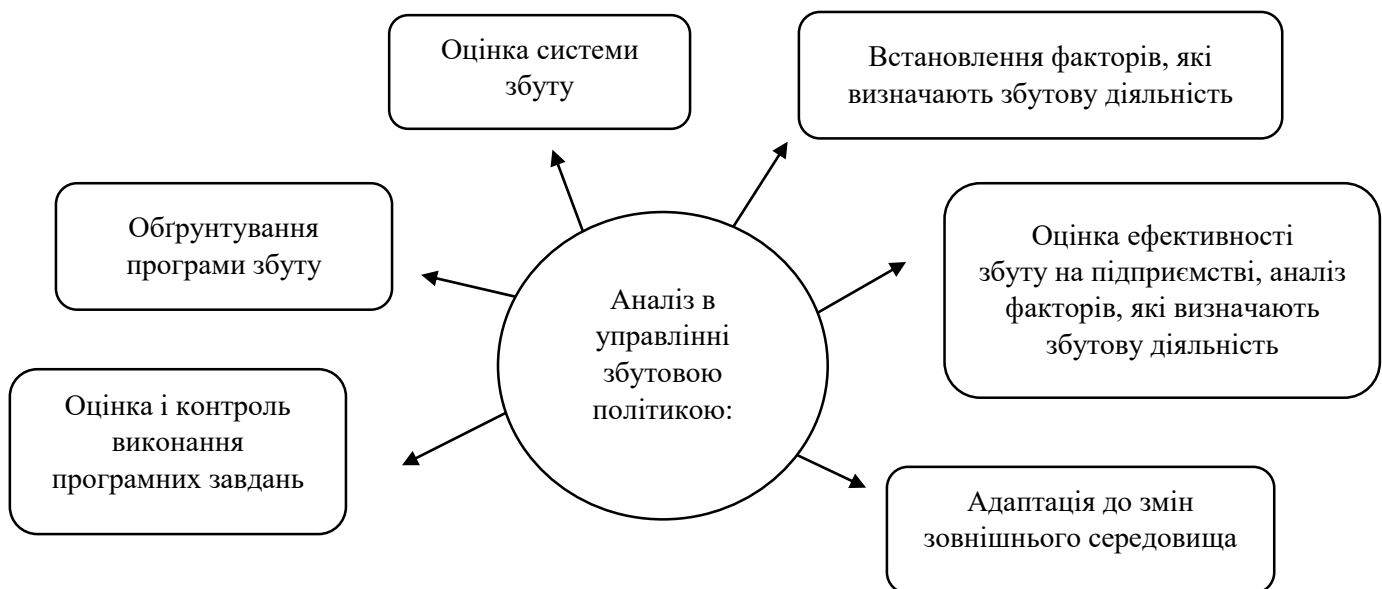 Оцінка системи
збуту
Встановлення факторів, які
визначають збутову діяльність
Обґрунтування
програми збуту
Оцінка ефективності
збуту на підприємстві, аналіз
факторів, які визначають
збутову діяльність
Аналіз в
управлінні
збутовою
політикою:
Оцінка і контроль
виконання
програмних завдань
Адаптація до змін
зовнішнього середовища